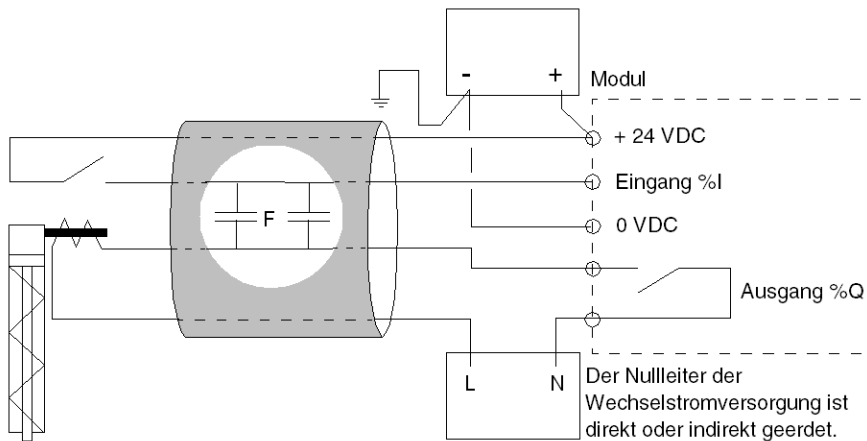 - +
Modul
+ 24 VDC
Eingang %I
F
0 VDC
Ausgang %Q
L N
Der Nullleiter der
Wechselstromversorgung ist
direkt oder indirekt geerdet.